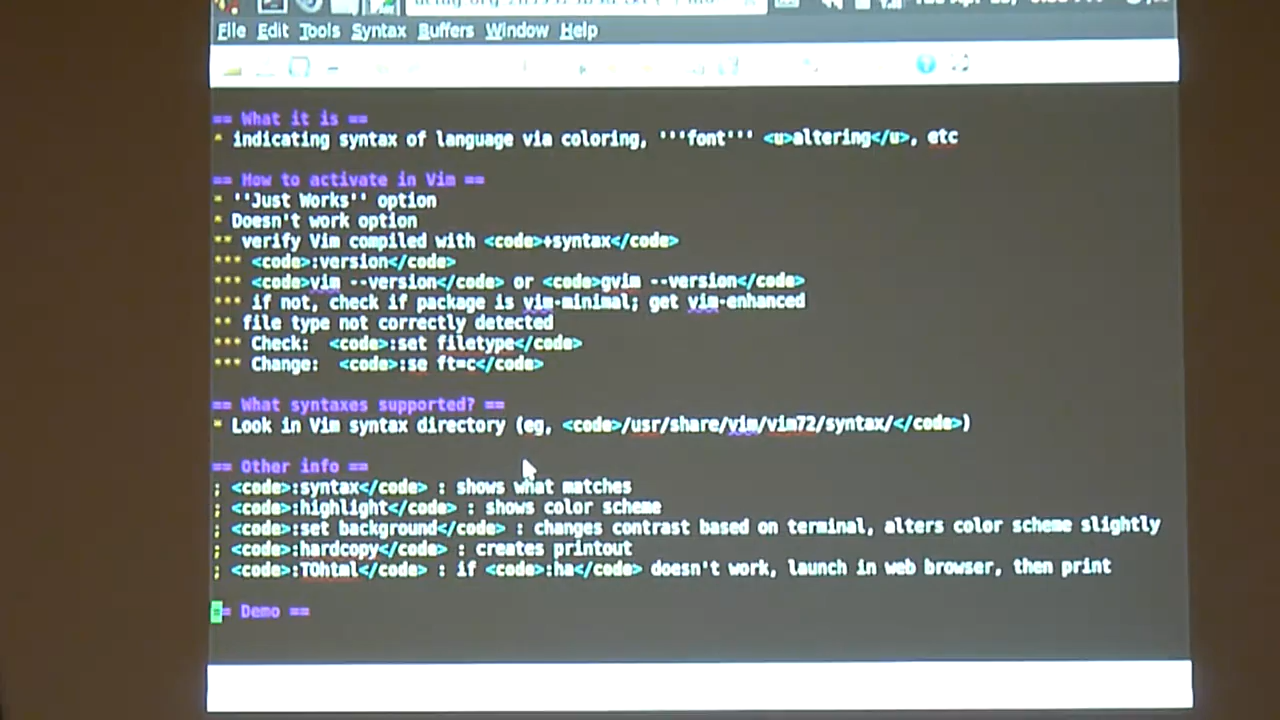 File Edit Tools Syntax Buffers Window Help
== What it is ==
* indicating syntax of language via coloring, '''font''' <u>altering</u>, etc
== How to activate in Vim ==
* ''Just Works'' option
* Doesn't work option
** verify Vim compiled with <code>+syntax</code>
*** <code>:version</code>
*** <code>vim --version</code> or <code>gvim --version</code>
*** if not, check if package is vim-minimal; get vim-enhanced
** file type not correctly detected
*** Check:  <code>:set filetype</code>
*** Change:  <code>:se ft=c</code>
== What syntaxes supported? ==
* Look in Vim syntax directory (eg, <code>/usr/share/vim/vim72/syntax/</code>)
== Other info ==
; <code>:syntax</code> : shows what matches
; <code>:highlight</code> : shows color scheme
; <code>:set background</code> : changes contrast based on terminal, alters color scheme slightly
; <code>:hardcopy</code> : creates printout
; <code>:TOhtml</code> : if <code>:ha</code> doesn't work, launch in web browser, then print
== Demo ==